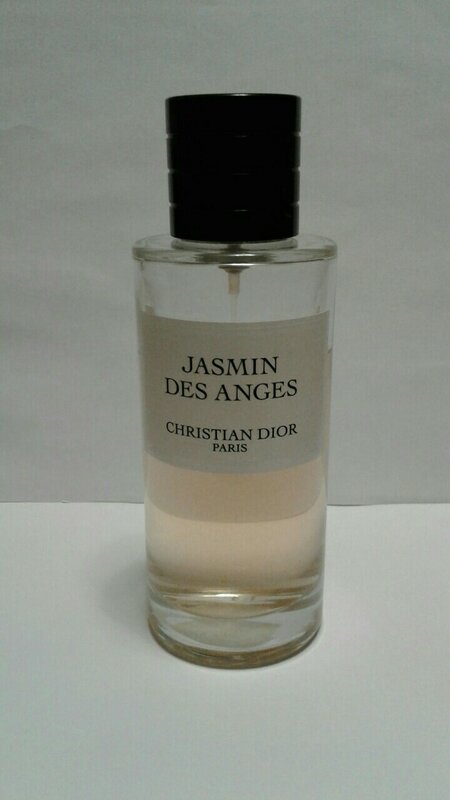 JASMIN
DES ANGES
CHRISTIAN DIOR
PARIS